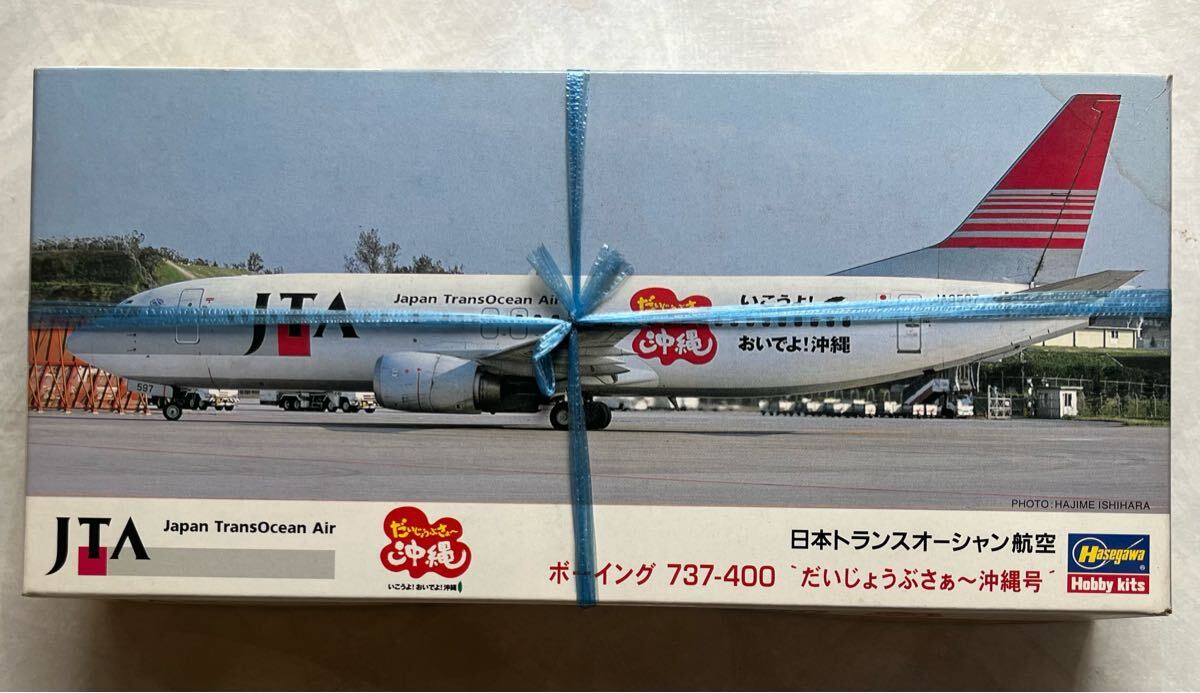 JTA
Japan TransOcean Air
だいじょうぶさぁ〜
沖縄
いこうよ!
おいでよ!沖縄
597
PHOTO: HAJIME ISHIHARA
JTA
Japan TransOcean Air
だいじょうぶさぁ〜
沖縄
いこうよ!おいでよ!沖縄
日本トランスオーシャン航空
ボーイング 737-400 “だいじょうぶさぁ〜沖縄号”
Hasegawa
Hobby kits